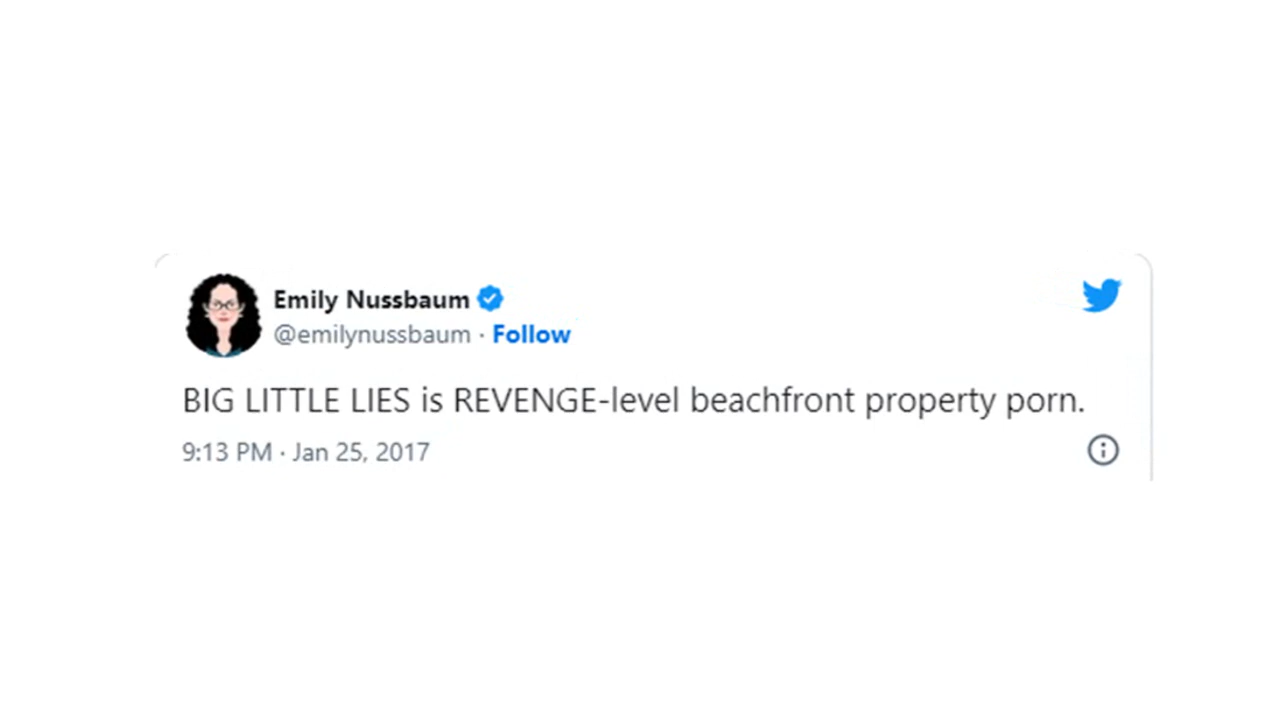 Emily Nussbaum
@emilynussbaum · Follow
BIG LITTLE LIES is REVENGE-level beachfront property porn.
9:13 PM · Jan 25, 2017